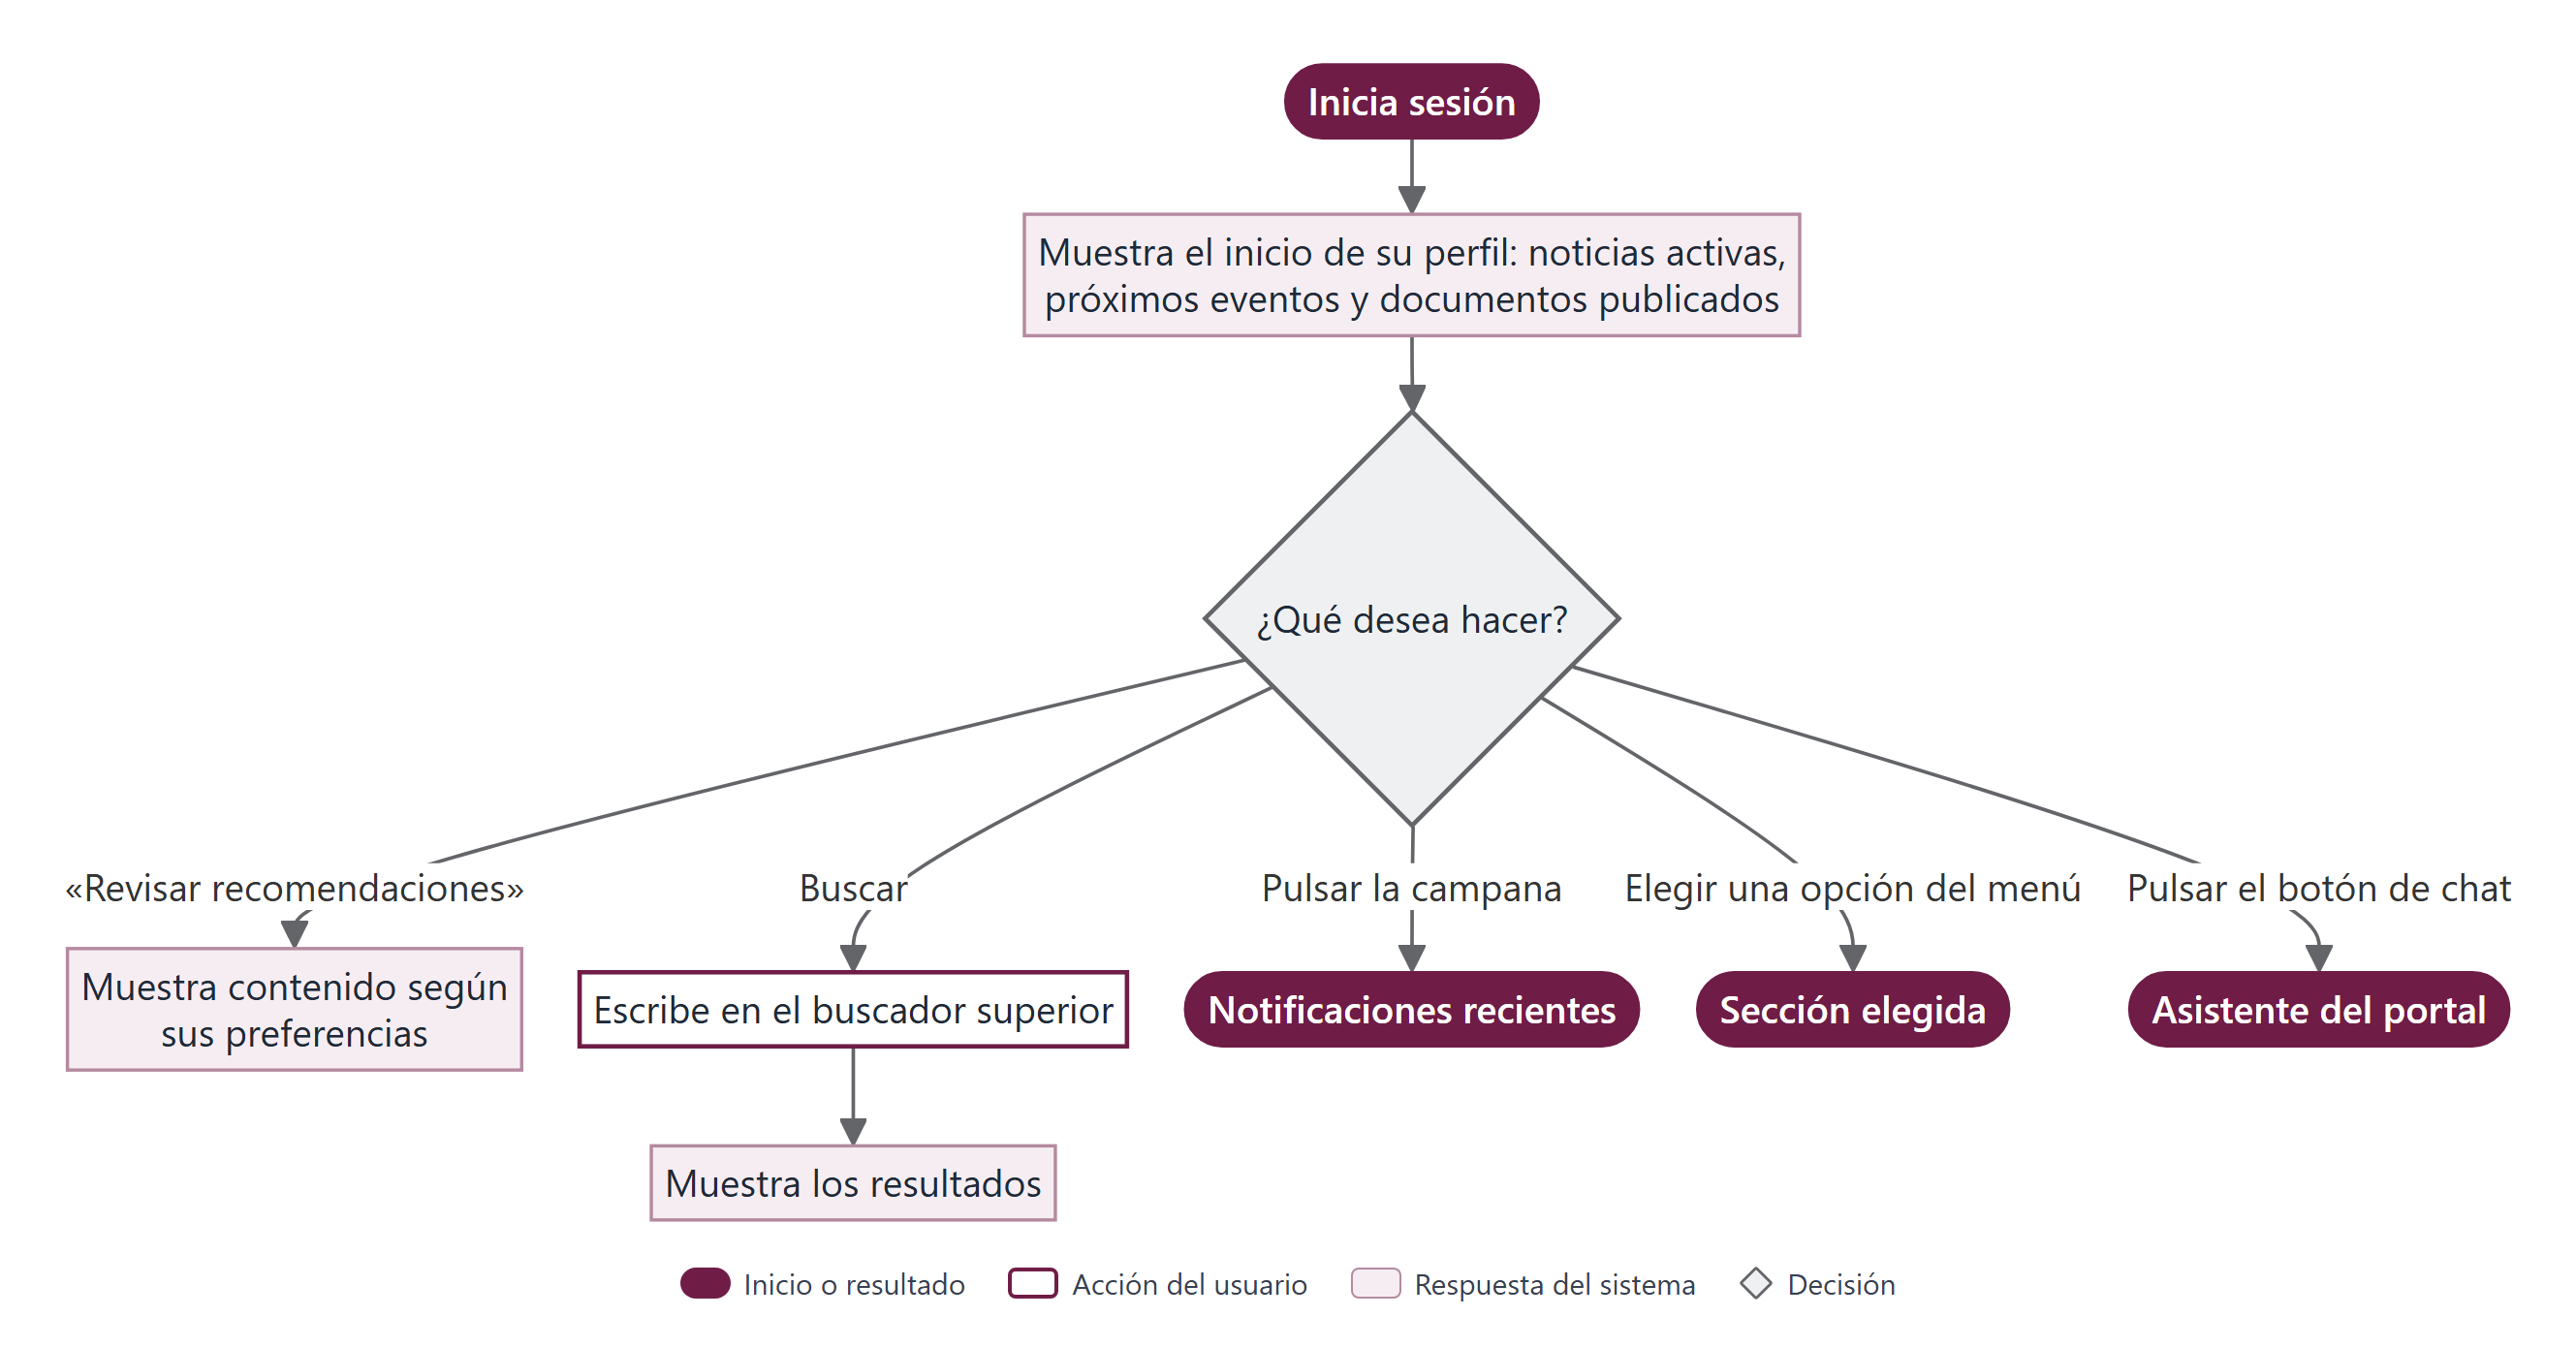 Inicia sesión
Muestra el inicio de su perfil: noticias activas,
próximos eventos y documentos publicados
¿Qué desea hacer?
«Revisar recomendaciones»
Buscar
Pulsar la campana
Elegir una opción del menú
Pulsar el botón de chat
Muestra contenido según
sus preferencias
Escribe en el buscador superior
Notificaciones recientes
Sección elegida
Asistente del portal
Muestra los resultados
Inicio o resultado
Acción del usuario
Respuesta del sistema
Decisión